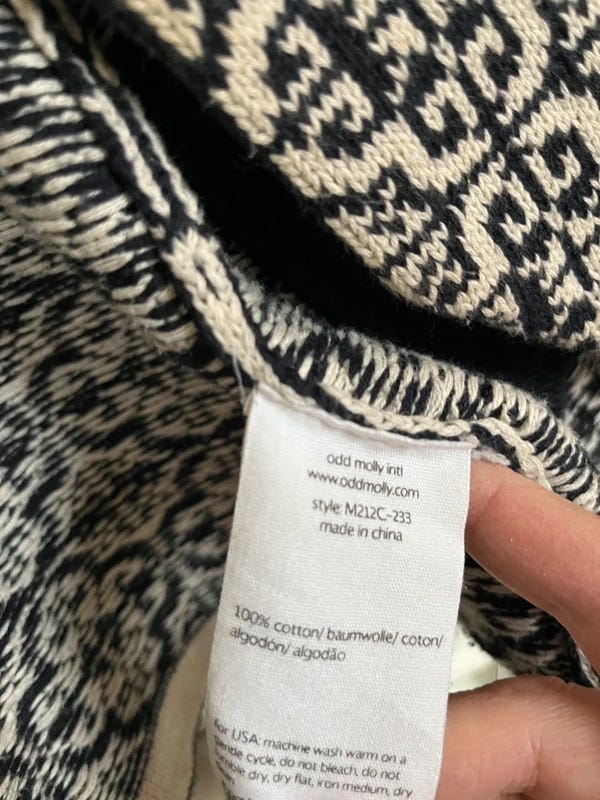 odd molly intl
www.oddmolly.com
style: M212C-233
made in china
100% cotton/ baumwolle/ coton/
algodón/ algodão
for USA: machine wash warm on a
gentle cycle, do not bleach, do not
tumble dry, dry flat, iron medium, dry